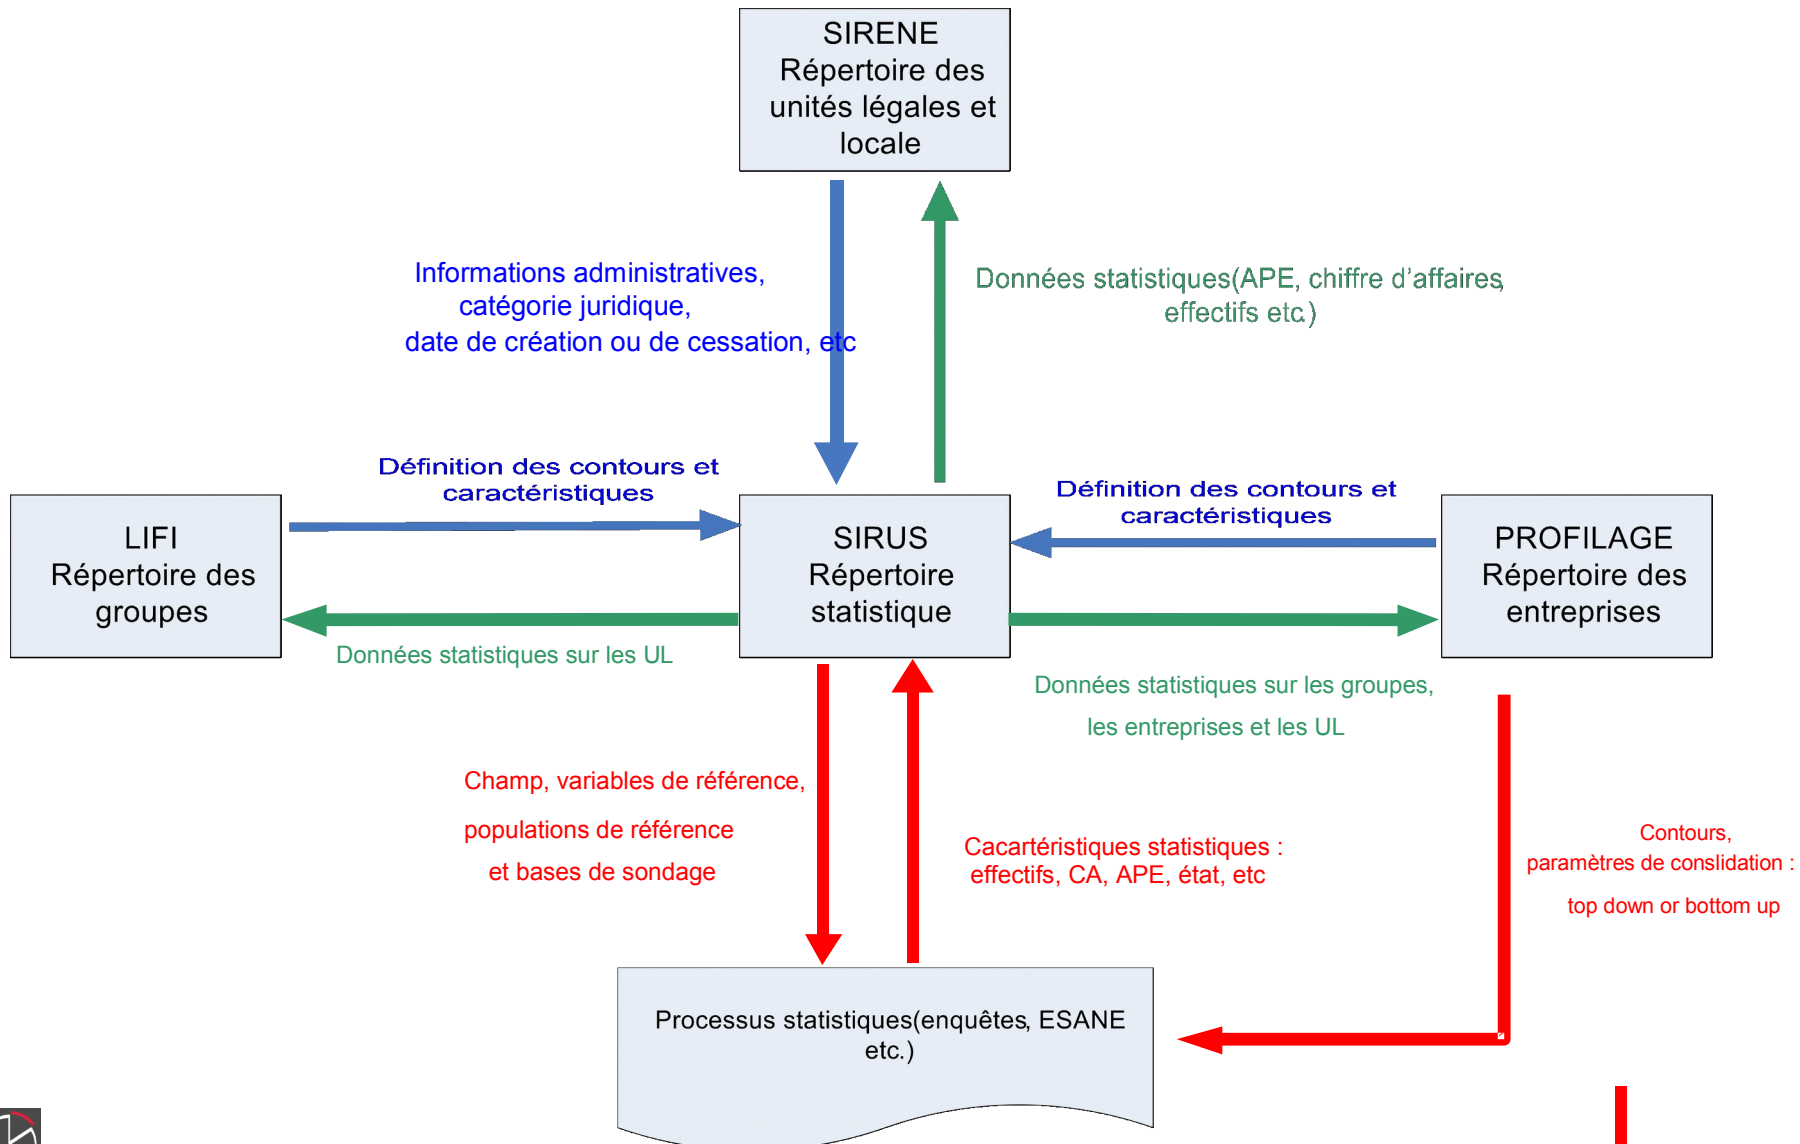 SIRENE
Répertoire des
unités légales et
locale
Informations administratives,
catégorie juridique,
date de création ou de cessation, etc
Données statistiques(APE, chiffre d'affaires,
effectifs etc.)
Définition des contours et
caractéristiques
Définition des contours et
caractéristiques
LIFI
Répertoire des
groupes
SIRUS
Répertoire
statistique
PROFILAGE
Répertoire des
entreprises
Données statistiques sur les UL
Données statistiques sur les groupes,
les entreprises et les UL
Champ, variables de référence,
populations de référence
et bases de sondage
Cacartéristiques statistiques :
effectifs, CA, APE, état, etc
Contours,
paramètres de conslidation :
top down or bottom up
Processus statistiques(enquêtes, ESANE
etc.)